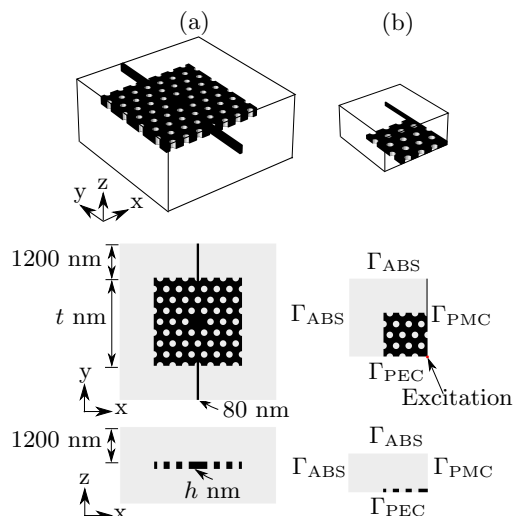 (a) (b)
z
y x
1200 nm
t nm
y
x
80 nm
Γ_ABS
Γ_ABS Γ_PMC
Γ_PEC
Excitation
1200 nm
z
x
h nm
Γ_ABS
Γ_ABS Γ_PMC
Γ_PEC